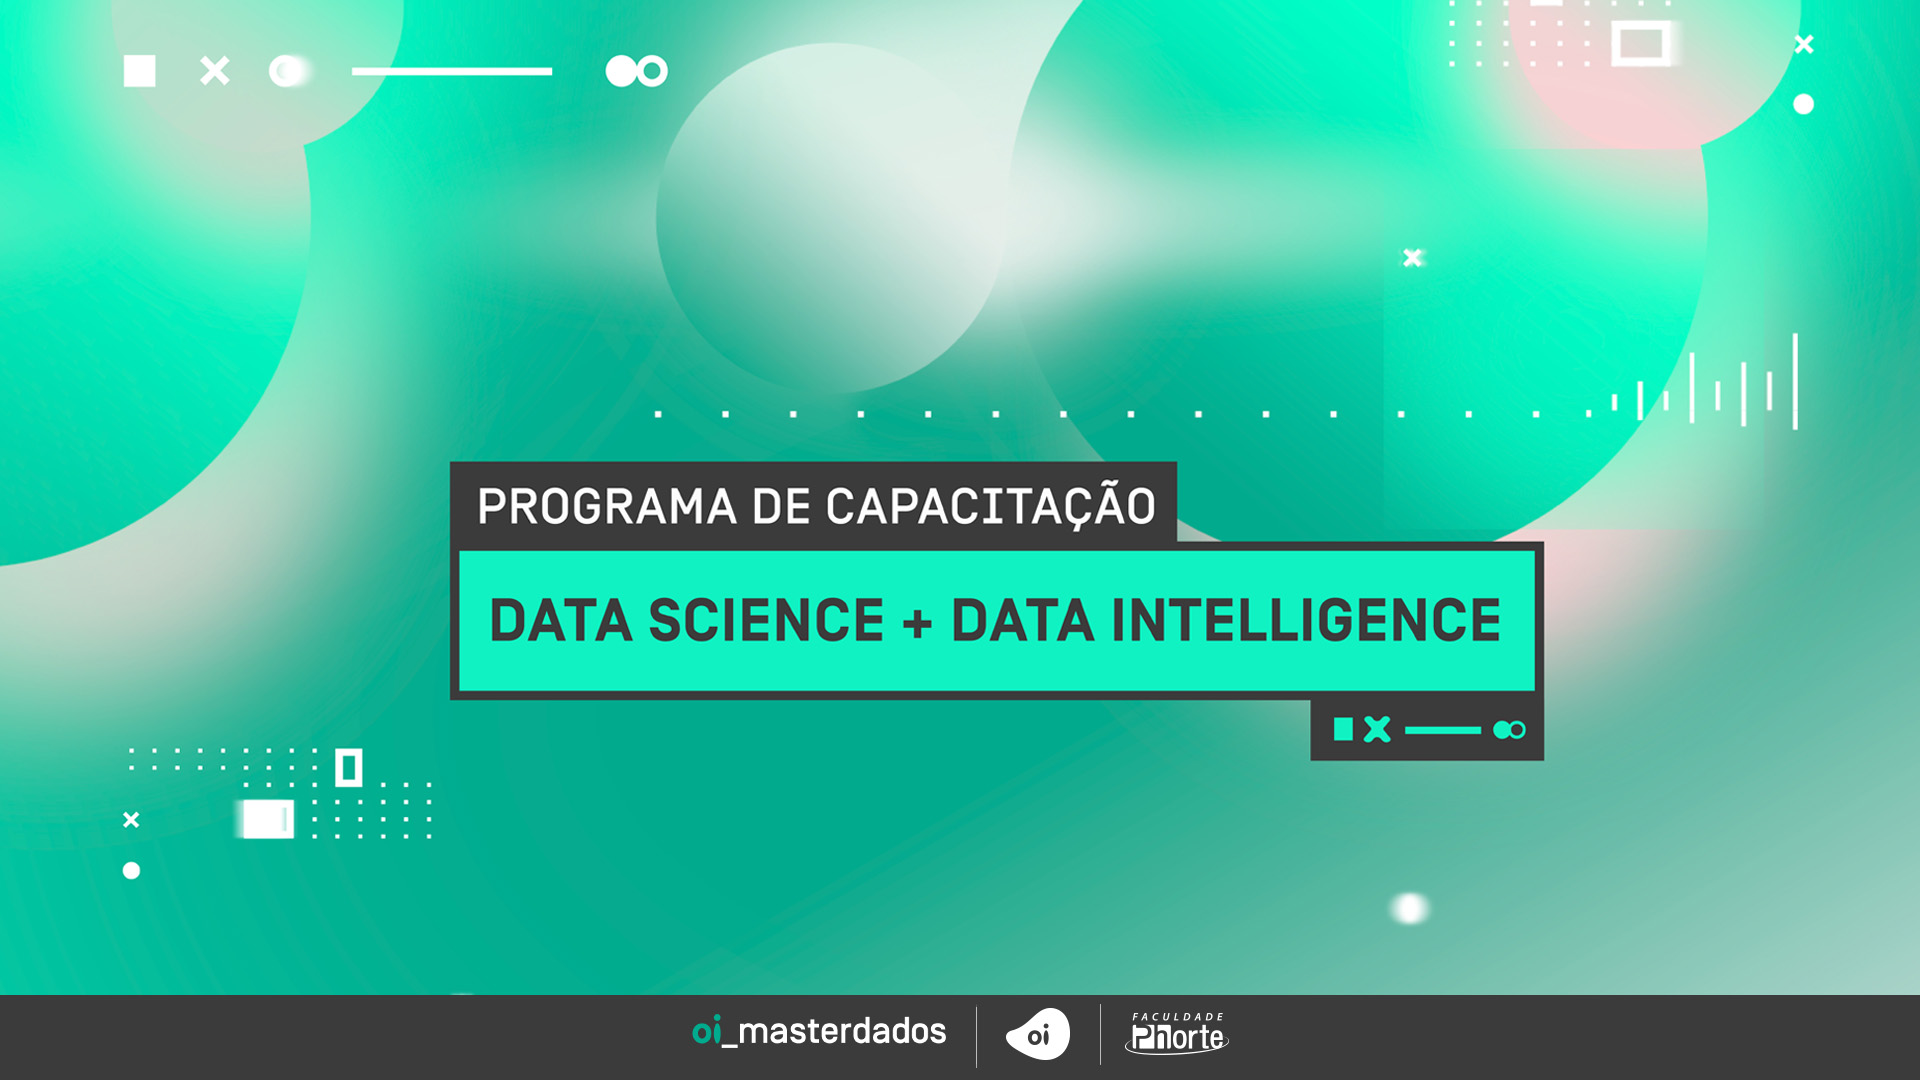 PROGRAMA DE CAPACITAÇÃO
DATA SCIENCE + DATA INTELLIGENCE
oi_masterdados
oi
FACULDADE
Phorte